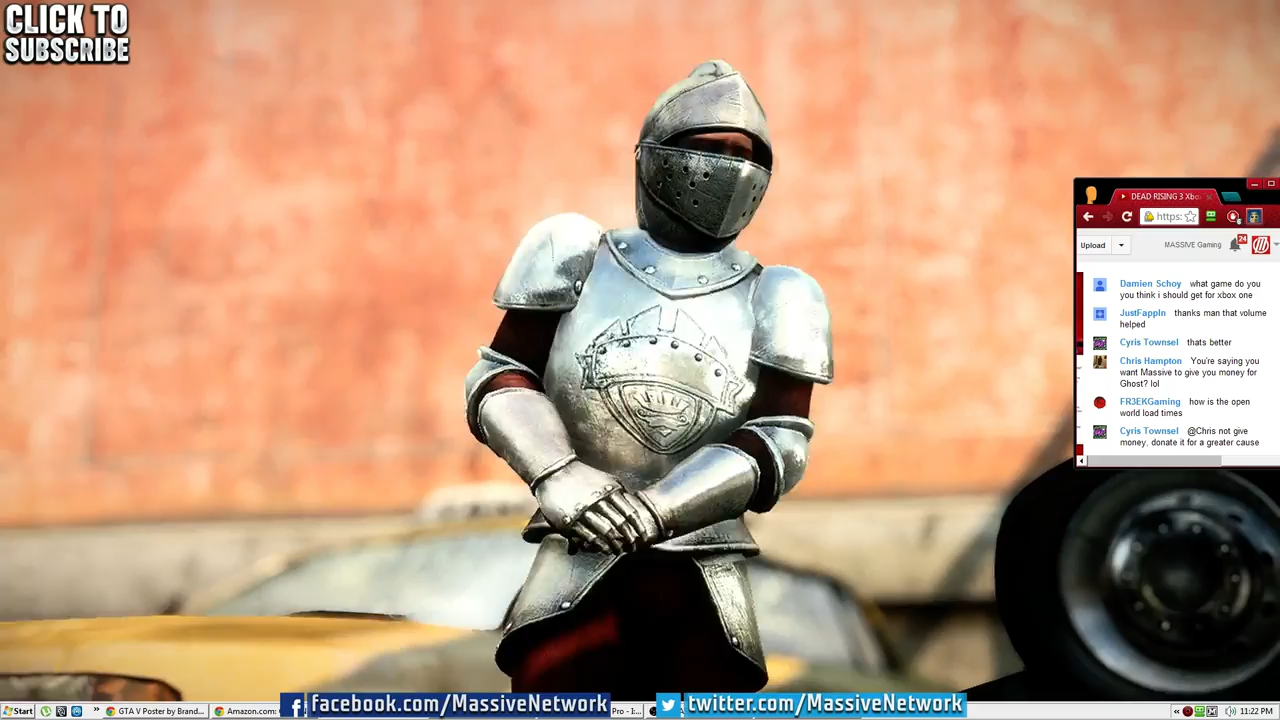 CLICK TO
SUBSCRIBE
DEAD RISING 3 Xbo
https:
Upload
MASSIVE Gaming
24
Damien Schoy what game do you
you think i should get for xbox one
JustFappIn thanks man that volume
helped
Cyris Townsel thats better
Chris Hampton You're saying you
want Massive to give you money for
Ghost? lol
FR3EKGaming how is the open
world load times
Cyris Townsel @Chris not give
money, donate it for a greater cause
facebook.com/MassiveNetwork
twitter.com/MassiveNetwork
Start
GTA V Poster by Brand...
Amazon.com:
Pro - I...
11:22 PM